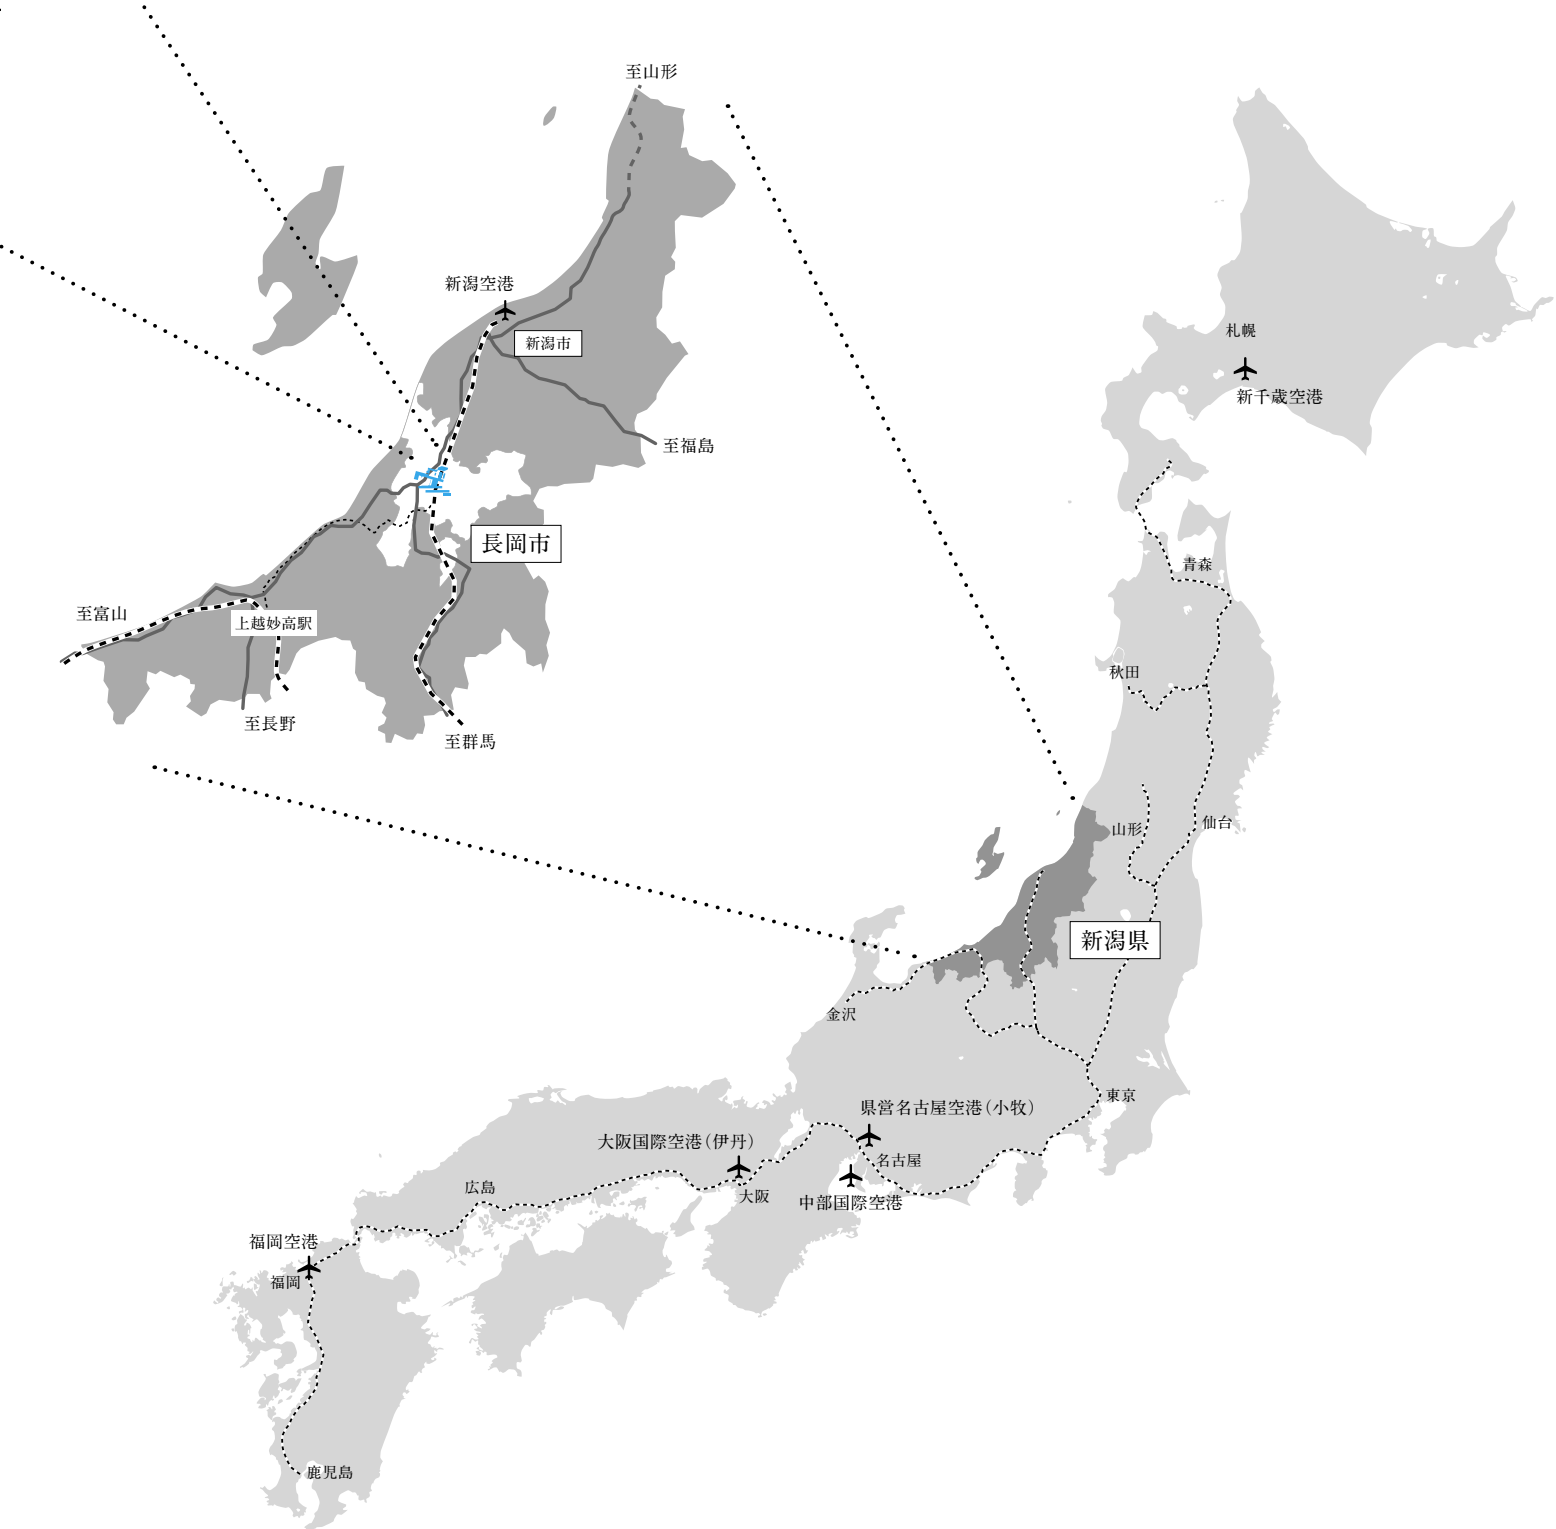 至山形
新潟空港
新潟市
至福島
長岡市
至富山
上越妙高駅
至長野
至群馬
札幌
新千歳空港
青森
秋田
山形
仙台
新潟県
金沢
東京
県営名古屋空港(小牧)
大阪国際空港(伊丹)
名古屋
広島
大阪
中部国際空港
福岡空港
福岡
鹿児島